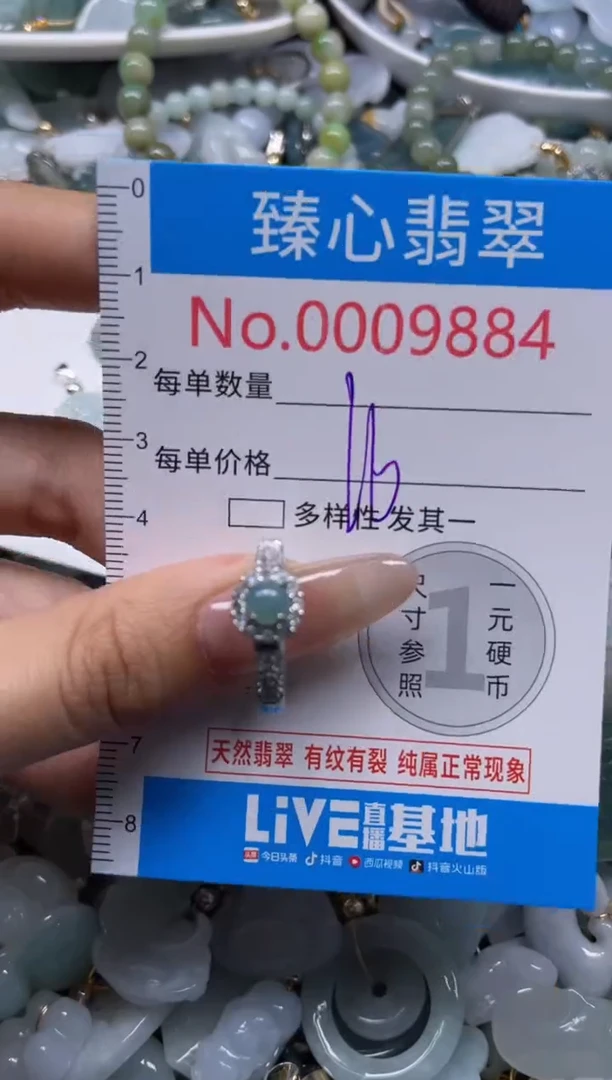 0
臻心翡翠
1
No.0009884
2
每单数量
3
每单价格
4
多样性 发其一
尺寸参照
1
一元硬币
7
天然翡翠 有纹有裂 纯属正常现象
8
LiVE直播基地
头条 今日头条 抖音 西瓜视频 抖音火山版